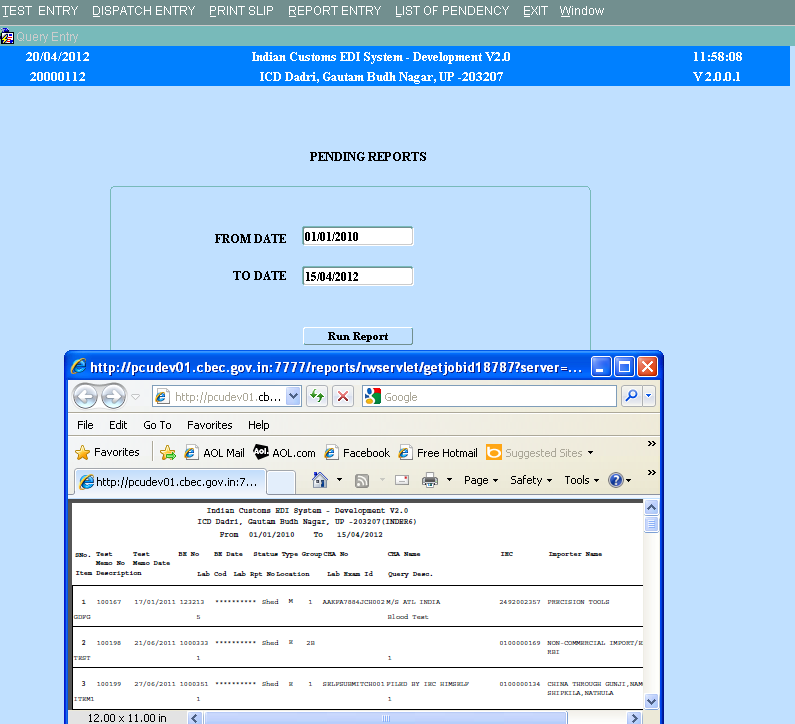 TEST ENTRY DISPATCH ENTRY PRINT SLIP REPORT ENTRY LIST OF PENDENCY EXIT Window
Query Entry
20/04/2012 Indian Customs EDI System - Development V2.0 11:58:08
20000112 ICD Dadri, Gautam Budh Nagar, UP -203207 V 2.0.0.1
PENDING REPORTS
FROM DATE 01/01/2010
TO DATE 15/04/2012
Run Report
http://pcudev01.cbec.gov.in:7777/reports/rwservlet/getjobid18787?server=...
http://pcudev01.cb... Google
File Edit Go To Favorites Help
Favorites AOL Mail AOL.com Facebook Free Hotmail Suggested Sites
http://pcudev01.cbec.gov.in:7... Page Safety Tools
Indian Customs EDI System - Development V2.0
ICD Dadri, Gautam Budh Nagar, UP -203207(INDER6)
From 01/01/2010 To 15/04/2012
SNo. Test Test BE No BE Date Status Type Group CHA No CHA Name IEC Importer Name
Memo No Memo Date
Item Description Lab Cod Lab Rpt No Location Lab Exam Id Query Desc.
1 100167 17/01/2011 123213 ********** Shed M 1 AAKFA7884JCH002 M/S ATL INDIA 2492002357 PRECISION TOOLS
GDFG 5 Blood Test
2 100198 21/06/2011 1000333 ********** Shed 2H 0100000169 NON-COMMERCIAL IMPORT/E
RBI
TEST 1 1
3 100199 27/06/2011 1000351 ********** Shed 1 SELFSUBMITCH001 FILED BY IEC HIMSELF 0100000134 CHINA THROUGH GUNJI,NAM
SHIPKILA,NATHULA
ITEM1 1 1
12.00 x 11.00 in